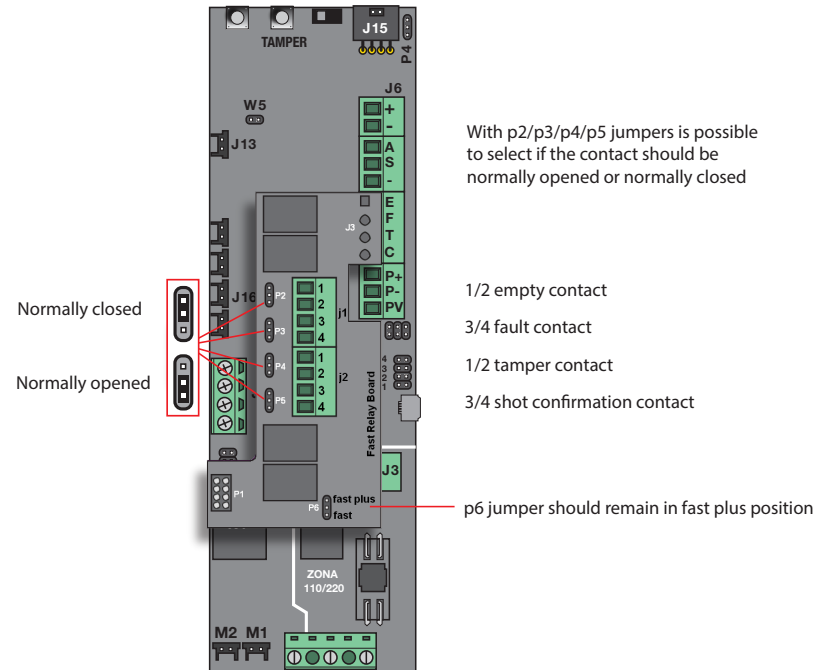 J15
P4
TAMPER
J6
W5
+
-
J13
A
S
-
With p2/p3/p4/p5 jumpers is possible
to select if the contact should be
normally opened or normally closed
E
F
T
C
J3
P+
P-
PV
J16
P2
1
2
3
4
j1
P3
Normally closed
1/2 empty contact
3/4 fault contact
P4
1
2
3
4
j2
4
3
2
1
1/2 tamper contact
Normally opened
P5
3/4 shot confirmation contact
Fast Relay Board
J3
P1
P6
fast plus
fast
p6 jumper should remain in fast plus position
ZONA
110/220
M2 M1